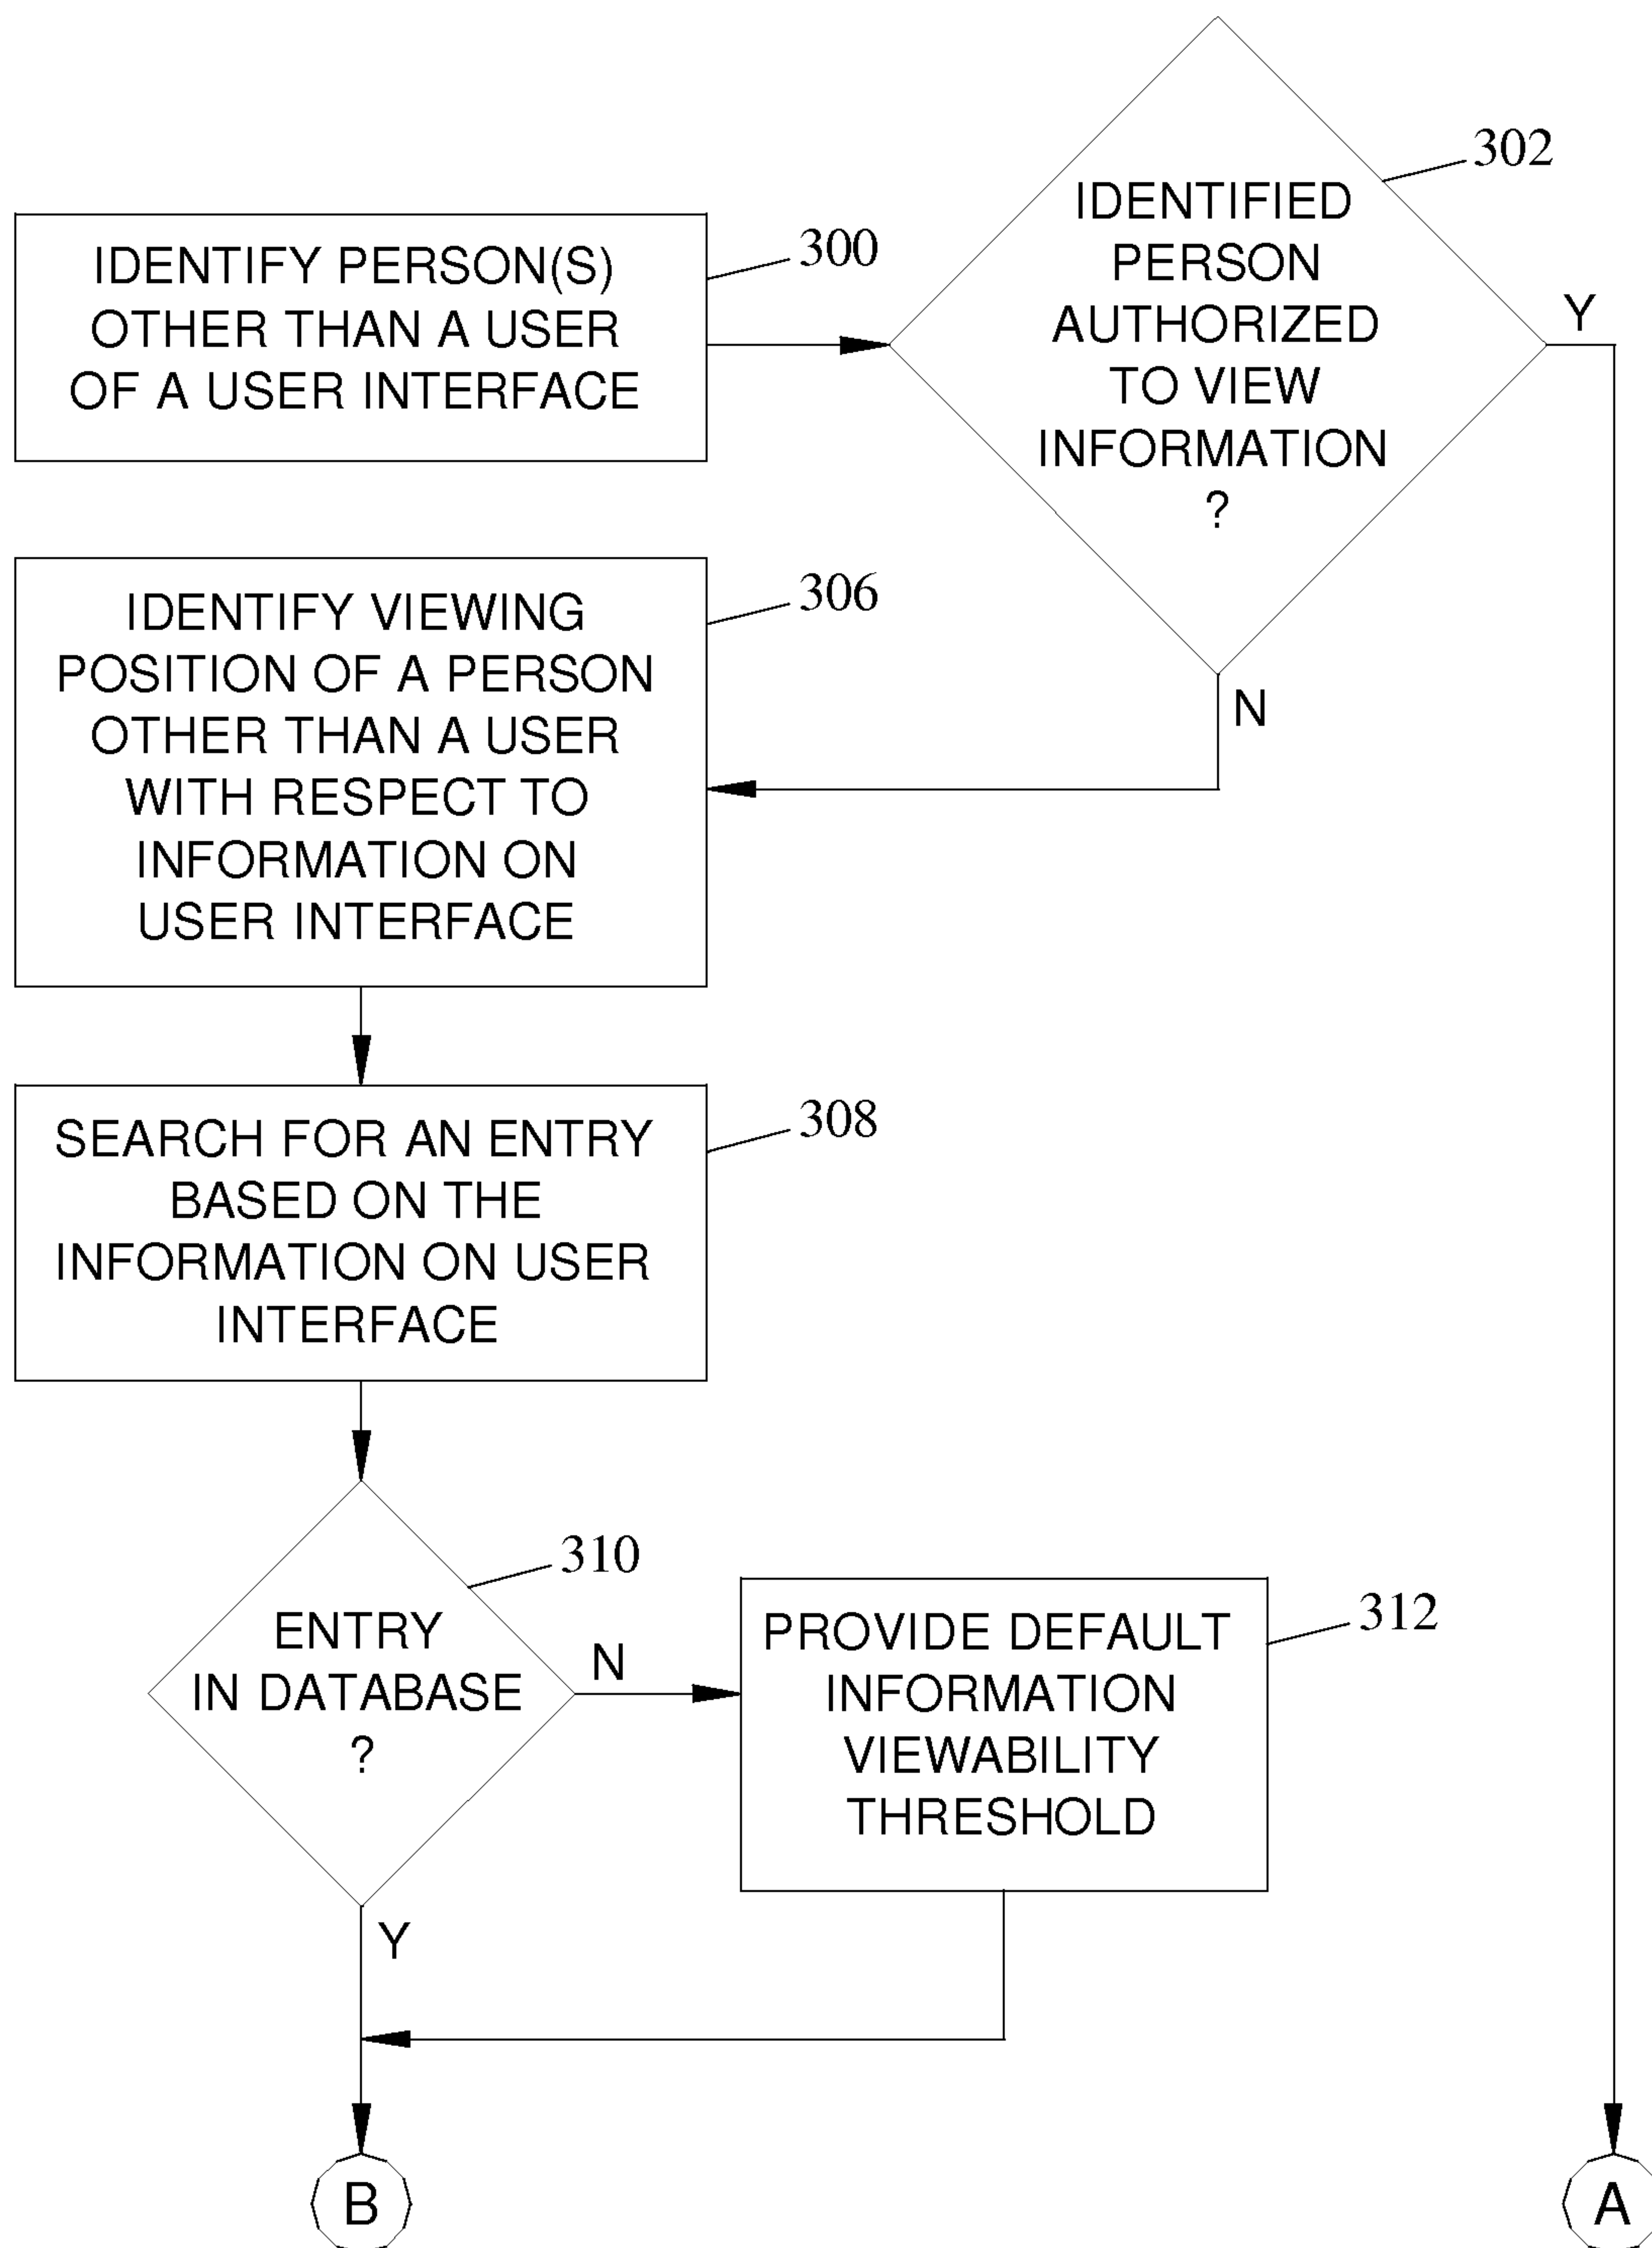 IDENTIFY PERSON(S)
OTHER THAN A USER
OF A USER INTERFACE
300
IDENTIFIED
PERSON
AUTHORIZED
TO VIEW
INFORMATION
?
302
Y
N
IDENTIFY VIEWING
POSITION OF A PERSON
OTHER THAN A USER
WITH RESPECT TO
INFORMATION ON
USER INTERFACE
306
SEARCH FOR AN ENTRY
BASED ON THE
INFORMATION ON USER
INTERFACE
308
ENTRY
IN DATABASE
?
310
N
Y
PROVIDE DEFAULT
INFORMATION
VIEWABILITY
THRESHOLD
312
B
A